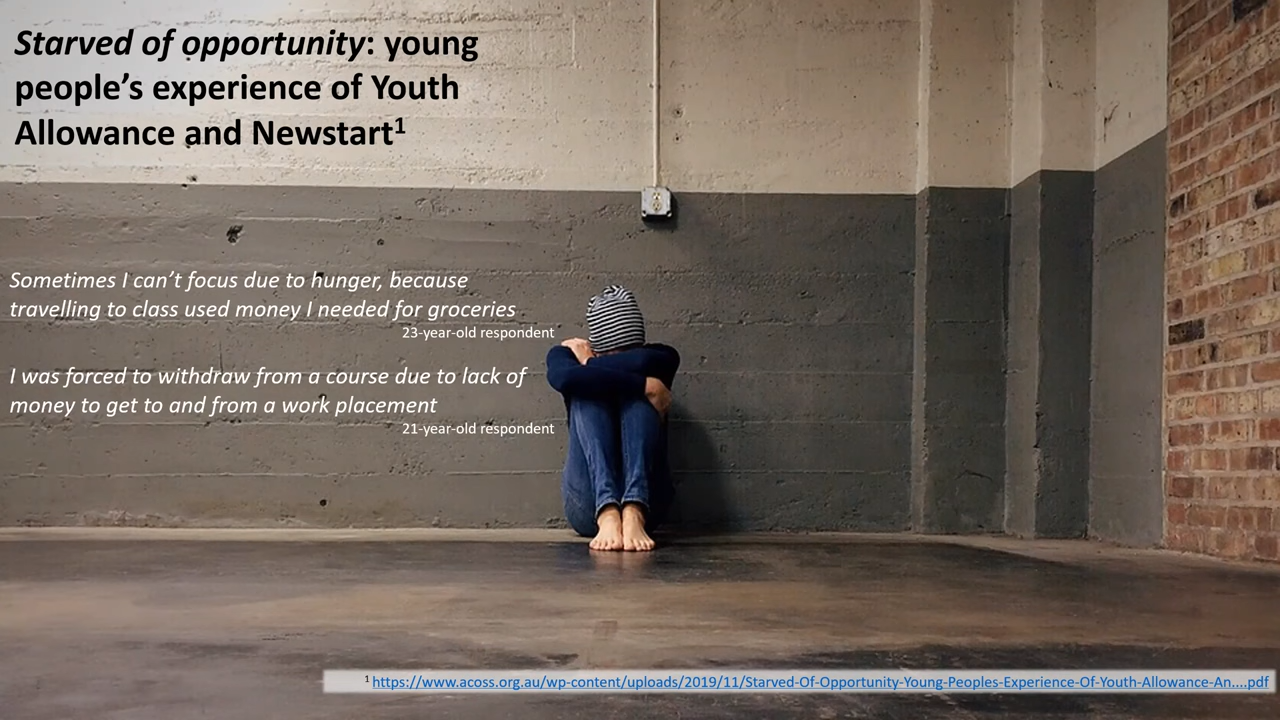 Starved of opportunity: young
people’s experience of Youth
Allowance and Newstart¹
Sometimes I can’t focus due to hunger, because
travelling to class used money I needed for groceries
23-year-old respondent
I was forced to withdraw from a course due to lack of
money to get to and from a work placement
21-year-old respondent
¹ https://www.acoss.org.au/wp-content/uploads/2019/11/Starved-Of-Opportunity-Young-Peoples-Experience-Of-Youth-Allowance-An....pdf